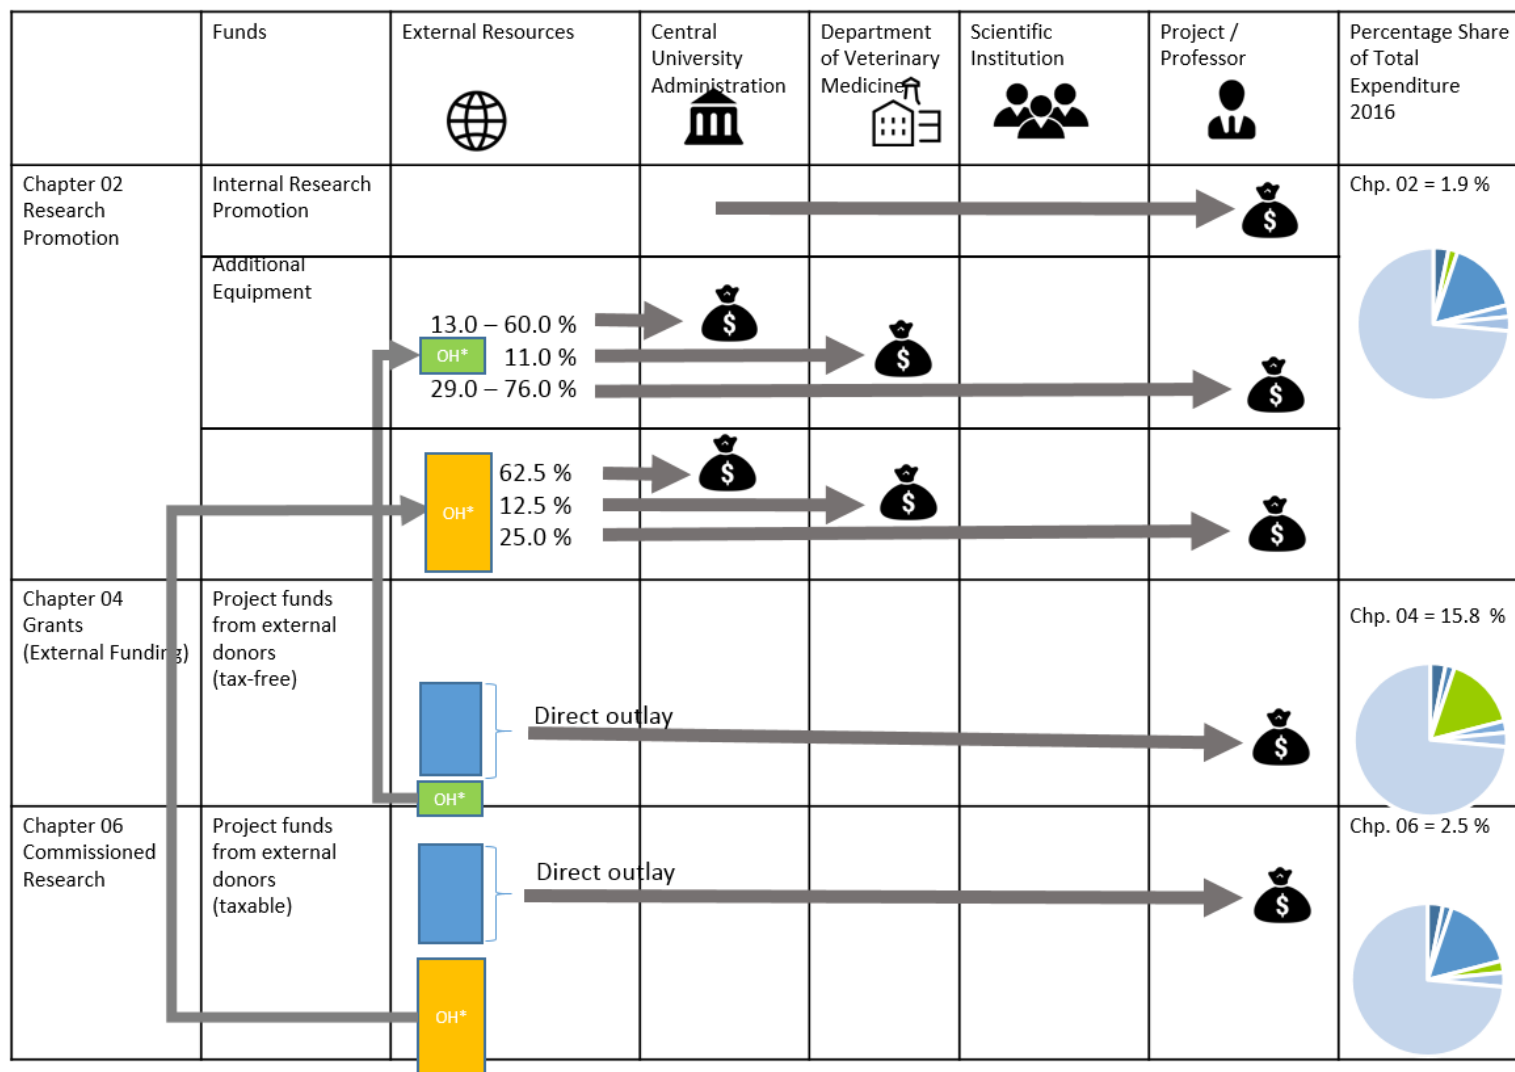 Funds
External Resources
Central
University
Administration
Department
of Veterinary
Medicine
Scientific
Institution
Project /
Professor
Percentage Share
of Total
Expenditure
2016
Chapter 02
Research
Promotion
Internal Research
Promotion
$
Chp. 02 = 1.9 %
Additional
Equipment
13.0 – 60.0 %
$
OH*
11.0 %
$
29.0 – 76.0 %
$
62.5 %
$
OH*
12.5 %
$
25.0 %
$
Chapter 04
Grants
(External Funding)
Project funds
from external
donors
(tax-free)
Direct outlay
$
OH*
Chp. 04 = 15.8 %
Chapter 06
Commissioned
Research
Project funds
from external
donors
(taxable)
Direct outlay
$
OH*
Chp. 06 = 2.5 %